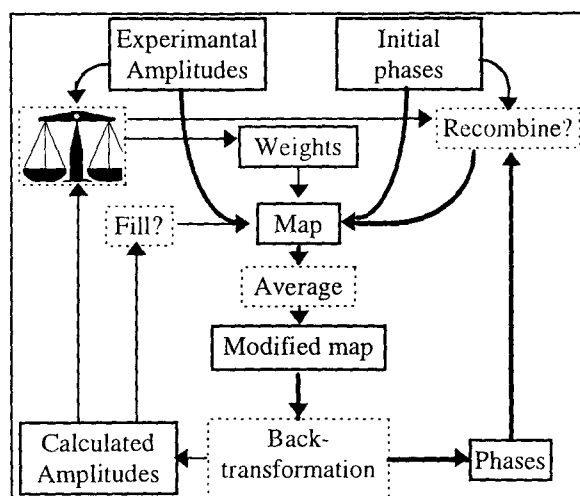 Experimantal
Amplitudes
Initial
phases
Recombine?
Weights
Fill?
Map
Average
Modified map
Calculated
Amplitudes
Back-
transformation
Phases